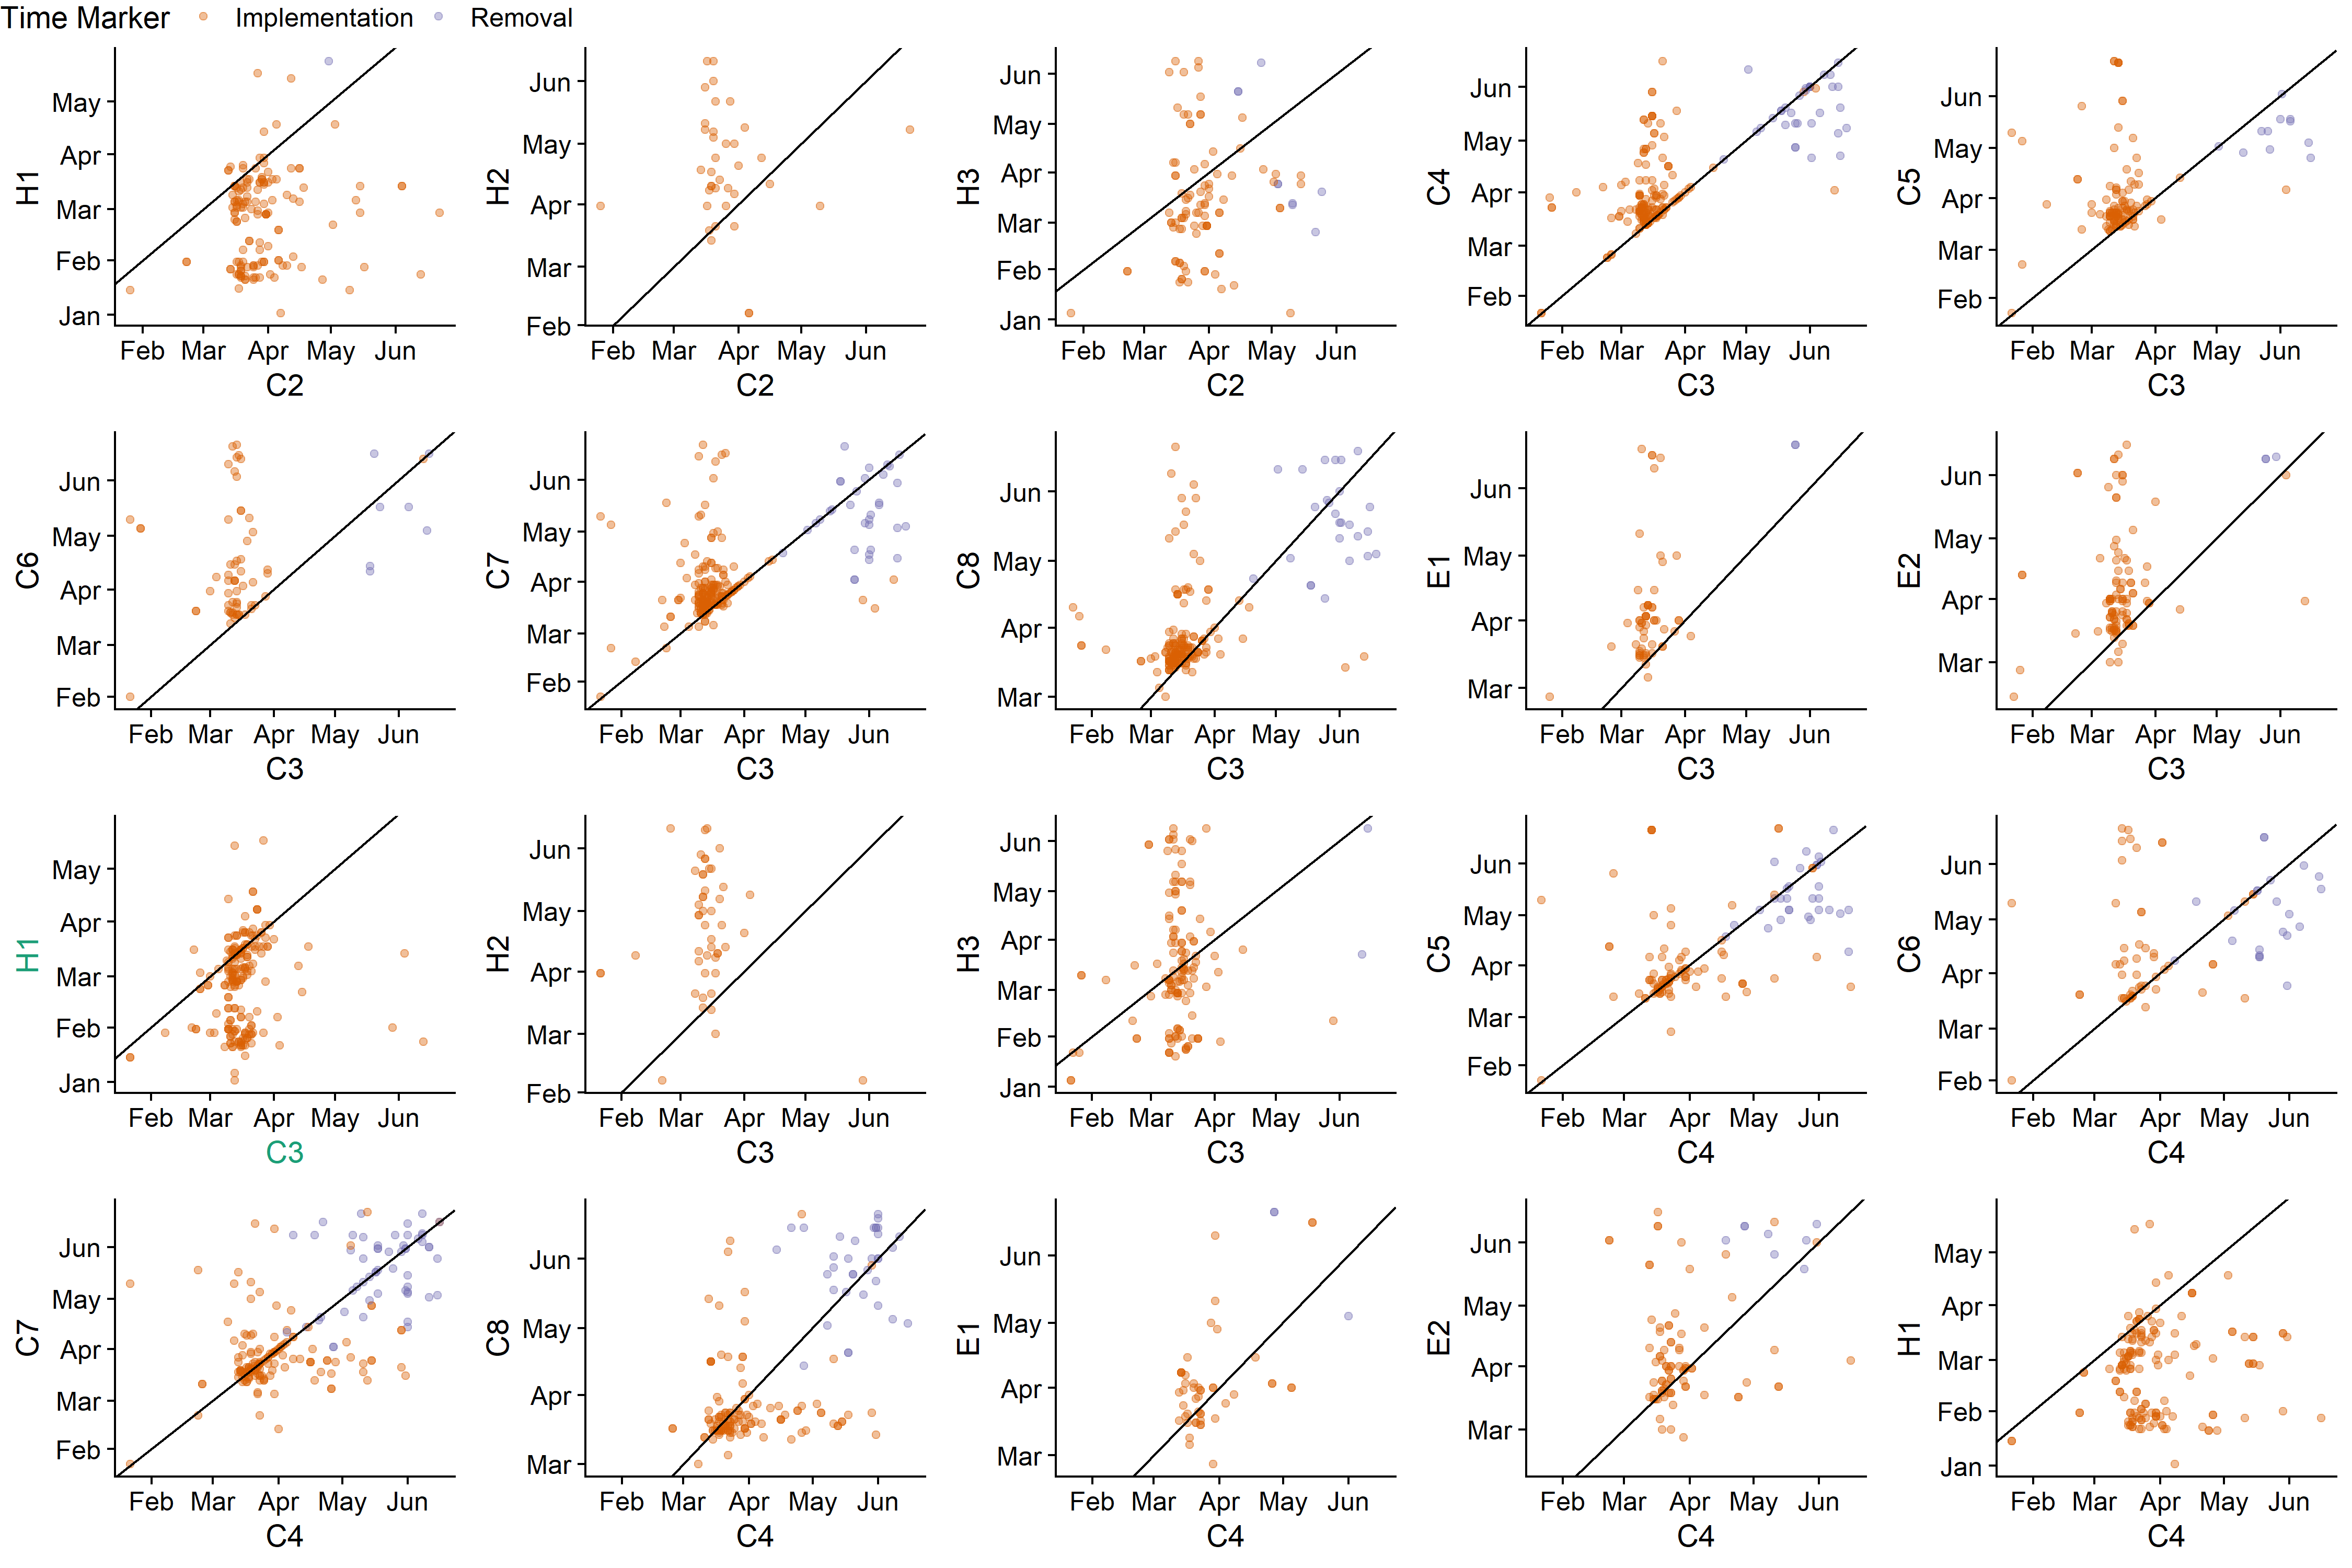 Time Marker Implementation Removal
H1 May Apr Mar Feb Jan
Feb Mar Apr May Jun
C2
H2 Jun May Apr Mar Feb
Feb Mar Apr May Jun
C2
H3 Jun May Apr Mar Feb Jan
Feb Mar Apr May Jun
C2
C4 Jun May Apr Mar Feb
Feb Mar Apr May Jun
C3
C5 Jun May Apr Mar Feb
Feb Mar Apr May Jun
C3
C6 Jun May Apr Mar Feb
Feb Mar Apr May Jun
C3
C7 Jun May Apr Mar Feb
Feb Mar Apr May Jun
C3
C8 Jun May Apr Mar
Feb Mar Apr May Jun
C3
E1 Jun May Apr Mar
Feb Mar Apr May Jun
C3
E2 Jun May Apr Mar
Feb Mar Apr May Jun
C3
H1 May Apr Mar Feb Jan
Feb Mar Apr May Jun
C3
H2 Jun May Apr Mar Feb
Feb Mar Apr May Jun
C3
H3 Jun May Apr Mar Feb Jan
Feb Mar Apr May Jun
C3
C5 Jun May Apr Mar Feb
Feb Mar Apr May Jun
C4
C6 Jun May Apr Mar Feb
Feb Mar Apr May Jun
C4
C7 Jun May Apr Mar Feb
Feb Mar Apr May Jun
C4
C8 Jun May Apr Mar
Feb Mar Apr May Jun
C4
E1 Jun May Apr Mar
Feb Mar Apr May Jun
C4
E2 Jun May Apr Mar
Feb Mar Apr May Jun
C4
H1 May Apr Mar Feb Jan
Feb Mar Apr May Jun
C4